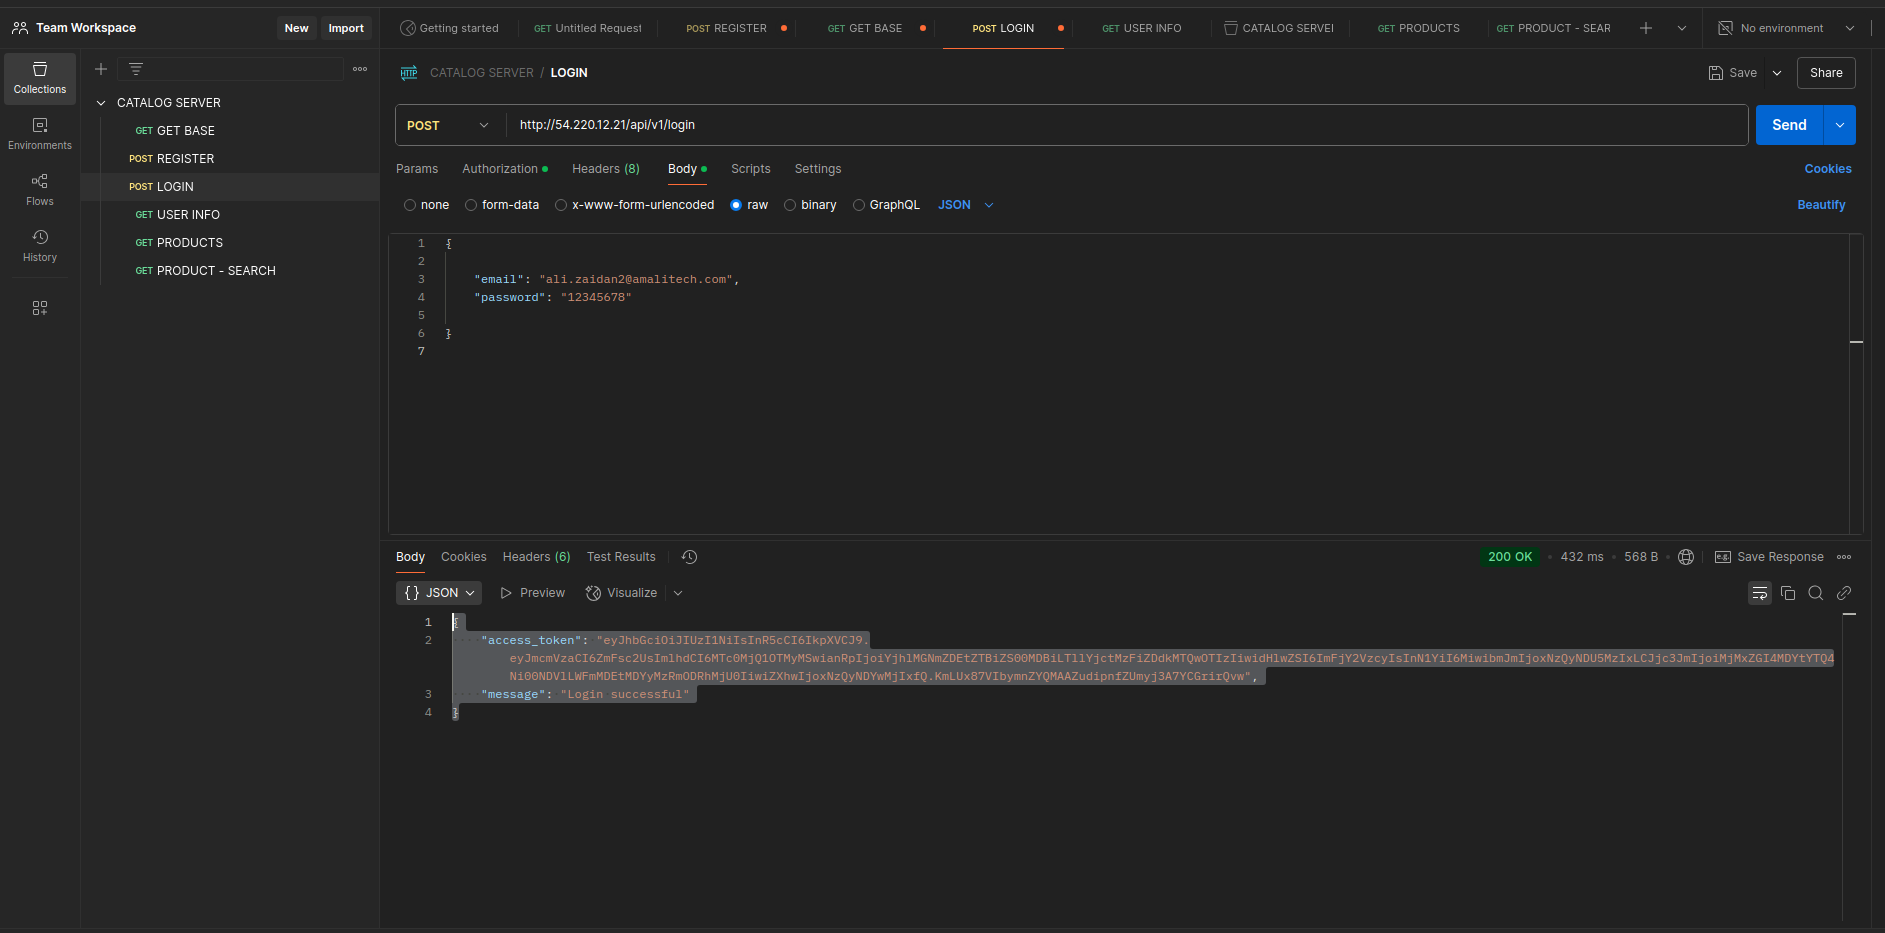 Team Workspace
New
Import
Getting started
GET Untitled Request
POST REGISTER
GET GET BASE
POST LOGIN
GET USER INFO
CATALOG SERVEI
GET PRODUCTS
GET PRODUCT - SEAR
No environment
Collections
Environments
Flows
History
CATALOG SERVER
GET GET BASE
POST REGISTER
POST LOGIN
GET USER INFO
GET PRODUCTS
GET PRODUCT - SEARCH
HTTP CATALOG SERVER / LOGIN
Save
Share
POST
http://54.220.12.21/api/v1/login
Send
Params
Authorization
Headers (8)
Body
Scripts
Settings
Cookies
none
form-data
x-www-form-urlencoded
raw
binary
GraphQL
JSON
Beautify
1 {
2
3 "email": "ali.zaidan2@amalitech.com",
4 "password": "12345678"
5
6 }
7
Body
Cookies
Headers (6)
Test Results
200 OK
432 ms
568 B
e.g. Save Response
{} JSON
Preview
Visualize
1 {
2 "access_token": "eyJhbGciOiJIUzI1NiIsInR5cCI6IkpXVCJ9.
3 "message": "Login successful"
4 }